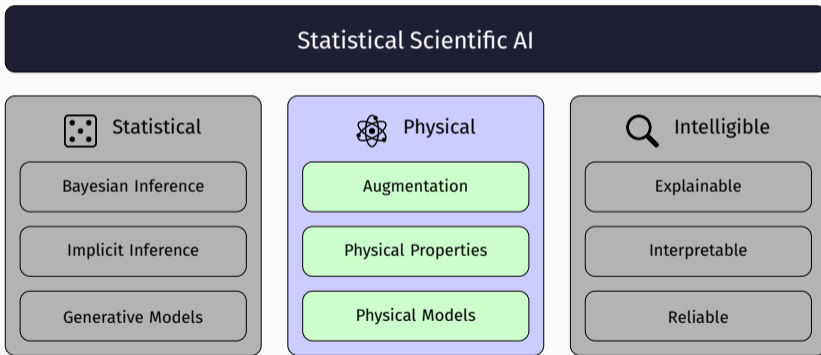 Statistical Scientific AI
Statistical
Bayesian Inference
Implicit Inference
Generative Models
Physical
Augmentation
Physical Properties
Physical Models
Intelligible
Explainable
Interpretable
Reliable